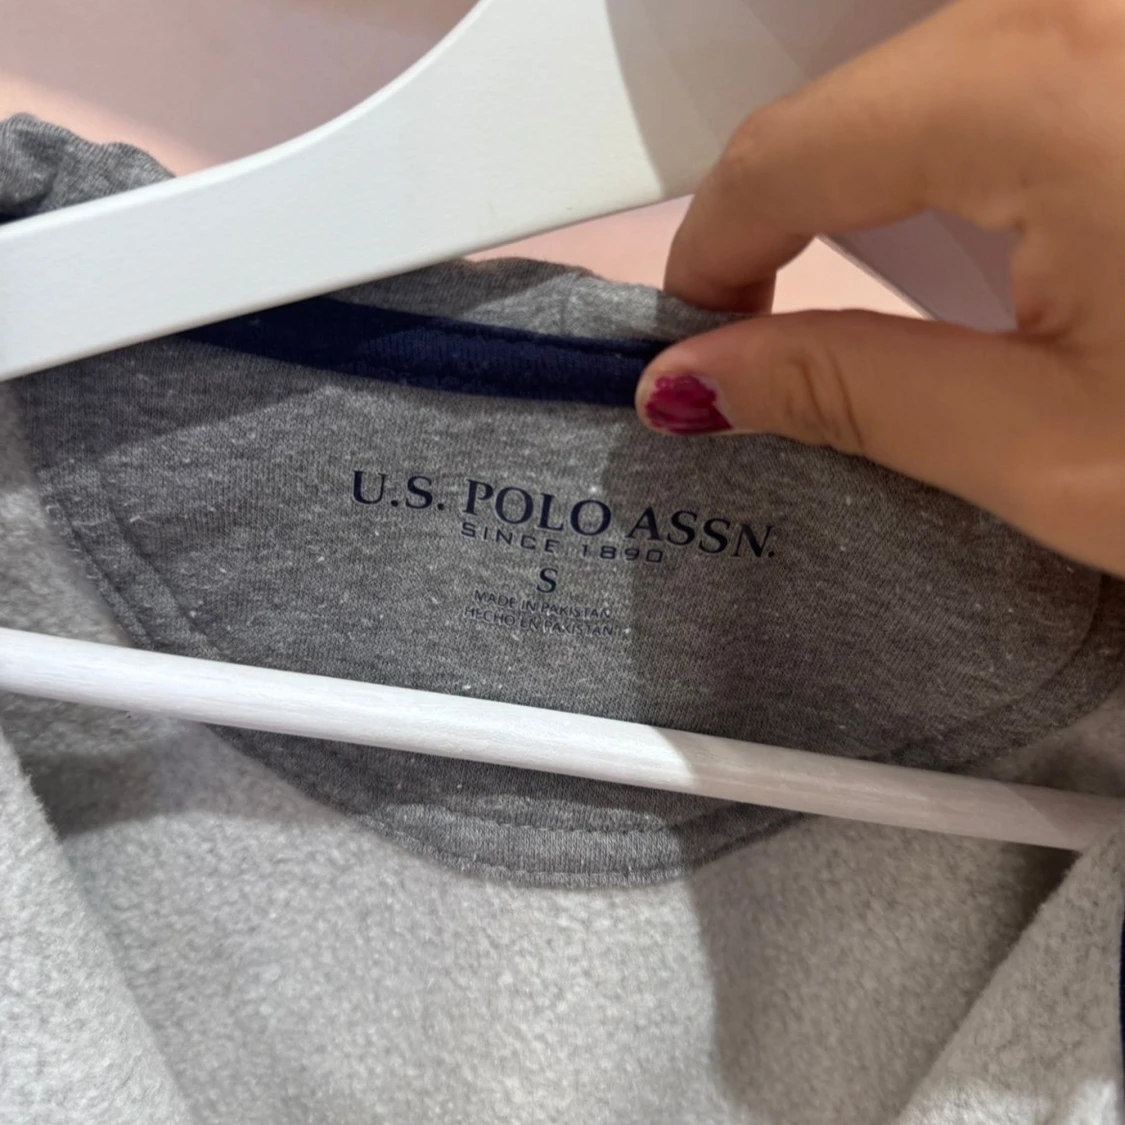 U.S. POLO ASSN.
SINCE 1890
S
MADE IN PAKISTAN
HECHO EN PAKISTAN